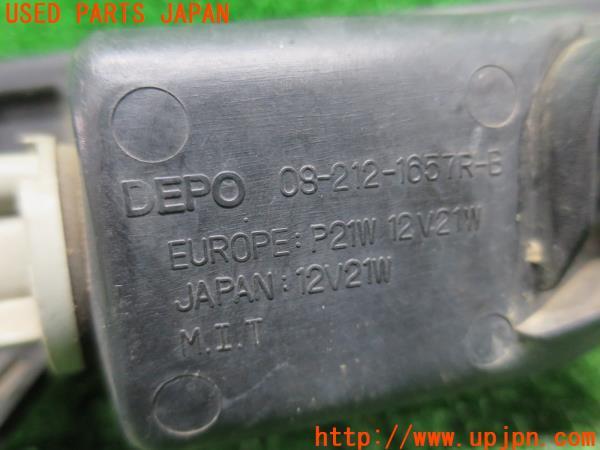 USED PARTS JAPAN
DEPO 08-212-1657R-B
EUROPE: P21W 12V21W
JAPAN: 12V21W
M.I.T
http://www.upjpn.com/